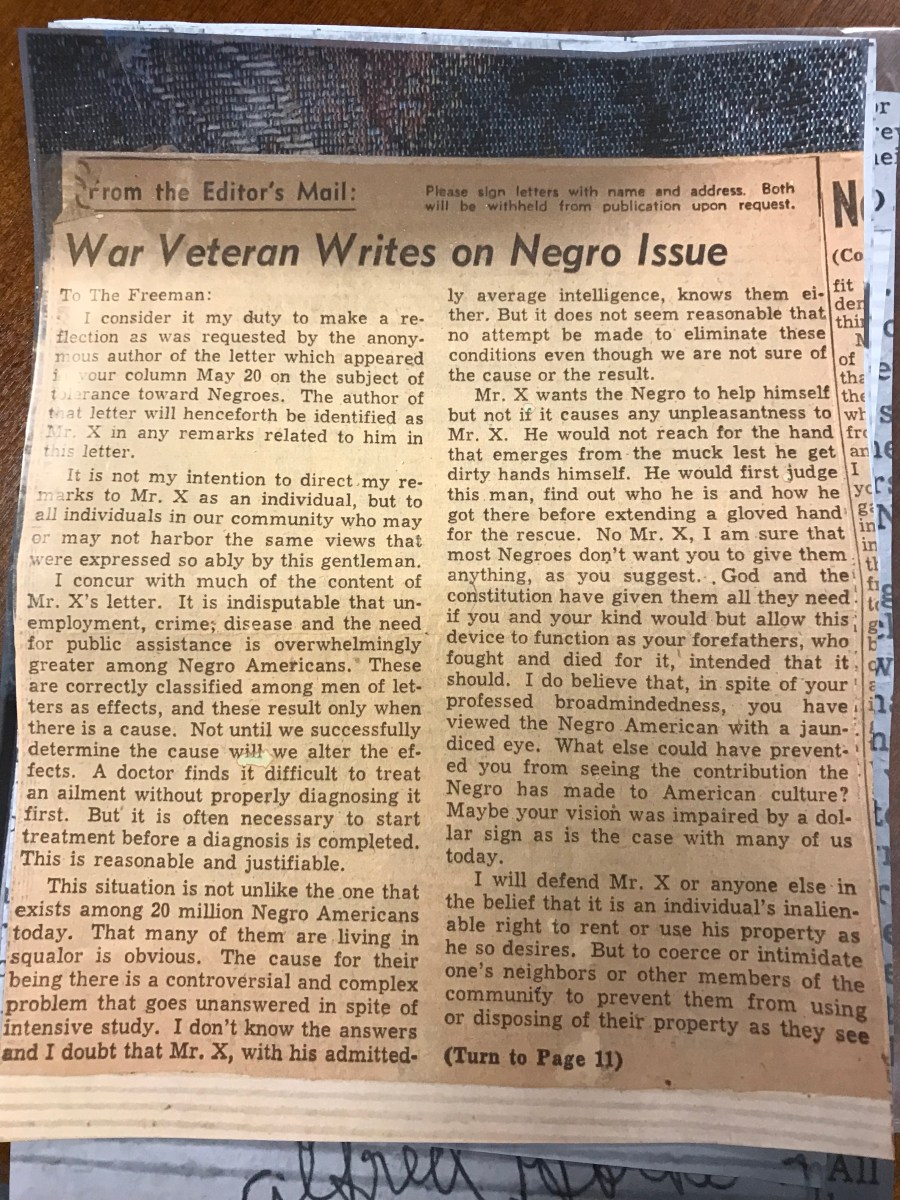 From the Editor's Mail:
Please sign letters with name and address. Both
will be withheld from publication upon request.
War Veteran Writes on Negro Issue
To The Freeman:
I consider it my duty to make a re-
flection as was requested by the anony-
mous author of the letter which appeared
your column May 20 on the subject of
tolerance toward Negroes. The author of
that letter will henceforth be identified as
Mr. X in any remarks related to him in
this letter.
It is not my intention to direct my re-
marks to Mr. X as an individual, but to
all individuals in our community who may
or may not harbor the same views that
were expressed so ably by this gentleman.
I concur with much of the content of
Mr. X's letter. It is indisputable that un-
employment, crime; disease and the need
for public assistance is overwhelmingly
greater among Negro Americans. These
are correctly classified among men of let-
ters as effects, and these result only when
there is a cause. Not until we successfully
determine the cause will we alter the ef-
fects. A doctor finds it difficult to treat
an ailment without properly diagnosing it
first. But it is often necessary to start
treatment before a diagnosis is completed.
This is reasonable and justifiable.
This situation is not unlike the one that
exists among 20 million Negro Americans
today. That many of them are living in
squalor is obvious. The cause for their
being there is a controversial and complex
problem that goes unanswered in spite of
intensive study. I don't know the answers
and I doubt that Mr. X, with his admitted-
ly average intelligence, knows them ei-
ther. But it does not seem reasonable that
no attempt be made to eliminate these
conditions even though we are not sure of
the cause or the result.
Mr. X wants the Negro to help himself
but not if it causes any unpleasantness to
Mr. X. He would not reach for the hand
that emerges from the muck lest he get
dirty hands himself. He would first judge
this man, find out who he is and how he
got there before extending a gloved hand
for the rescue. No Mr. X, I am sure that
most Negroes don't want you to give them
anything, as you suggest. . God and the
constitution have given them all they need
if you and your kind would but allow this
device to function as your forefathers, who
fought and died for it, intended that it
should. I do believe that, in spite of your
professed broadmindedness, you have
viewed the Negro American with a jaun-
diced eye. What else could have prevent-
ed you from seeing the contribution the
Negro has made to American culture?
Maybe your vision was impaired by a dol-
lar sign as is the case with many of us
today.
I will defend Mr. X or anyone else in
the belief that it is an individual's inalien-
able right to rent or use his property as
he so desires. But to coerce or intimidate
one's neighbors or other members of the
community to prevent them from using
or disposing of their property as they see
(Turn to Page 11)
(Co
fit
den
thin
of
tha
the
wh
fro
an
I
All